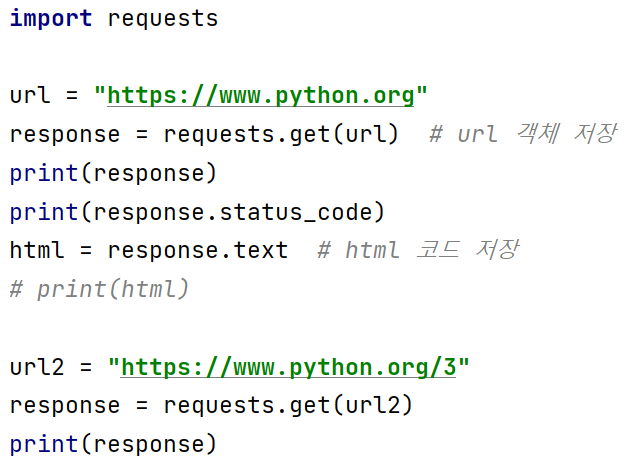 import requests
url = "https://www.python.org"
response = requests.get(url)  # url 객체 저장
print(response)
print(response.status_code)
html = response.text  # html 코드 저장
# print(html)
url2 = "https://www.python.org/3"
response = requests.get(url2)
print(response)